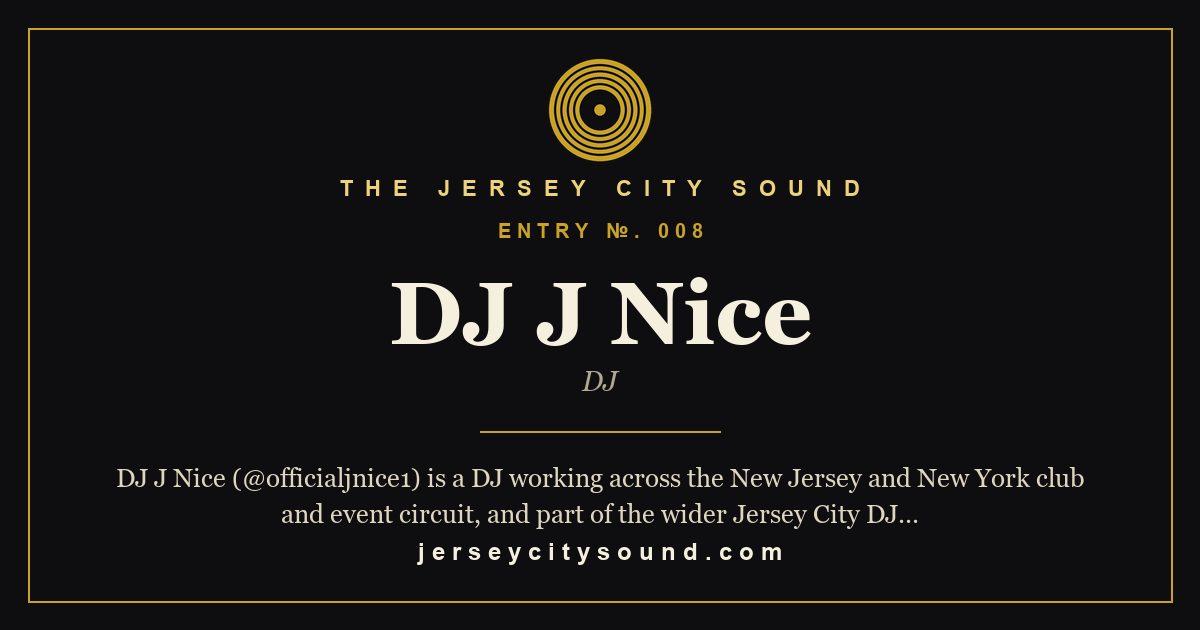 THE JERSEY CITY SOUND
ENTRY №. 008
DJ J Nice
DJ
DJ J Nice (@officialjnice1) is a DJ working across the New Jersey and New York club
and event circuit, and part of the wider Jersey City DJ...
jerseycitysound.com